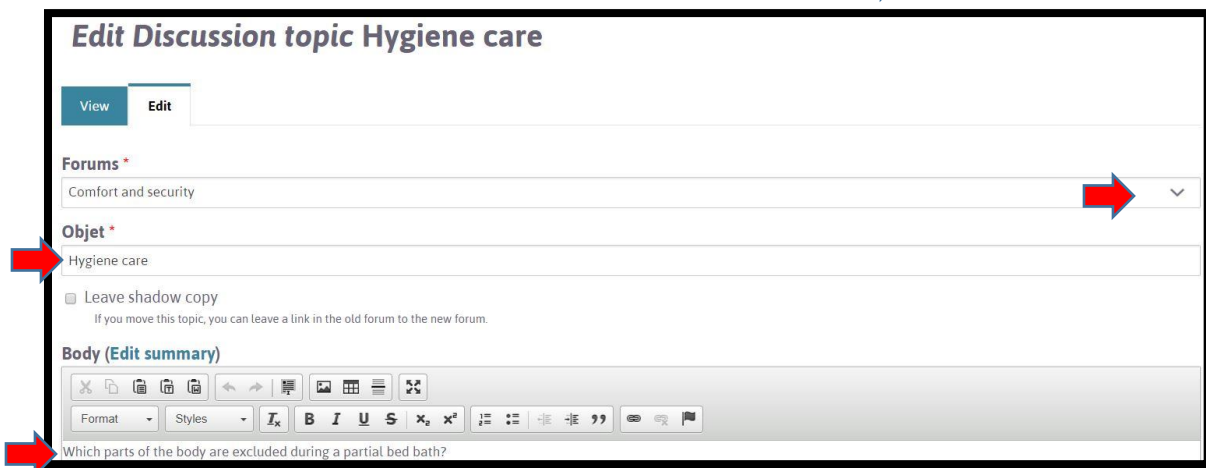 Edit Discussion topic Hygiene care
View Edit
Forums *
Comfort and security
Objet *
Hygiene care
Leave shadow copy
If you move this topic, you can leave a link in the old forum to the new forum.
Body (Edit summary)
Format Styles Ix B I U S x₂ x²
Which parts of the body are excluded during a partial bed bath?